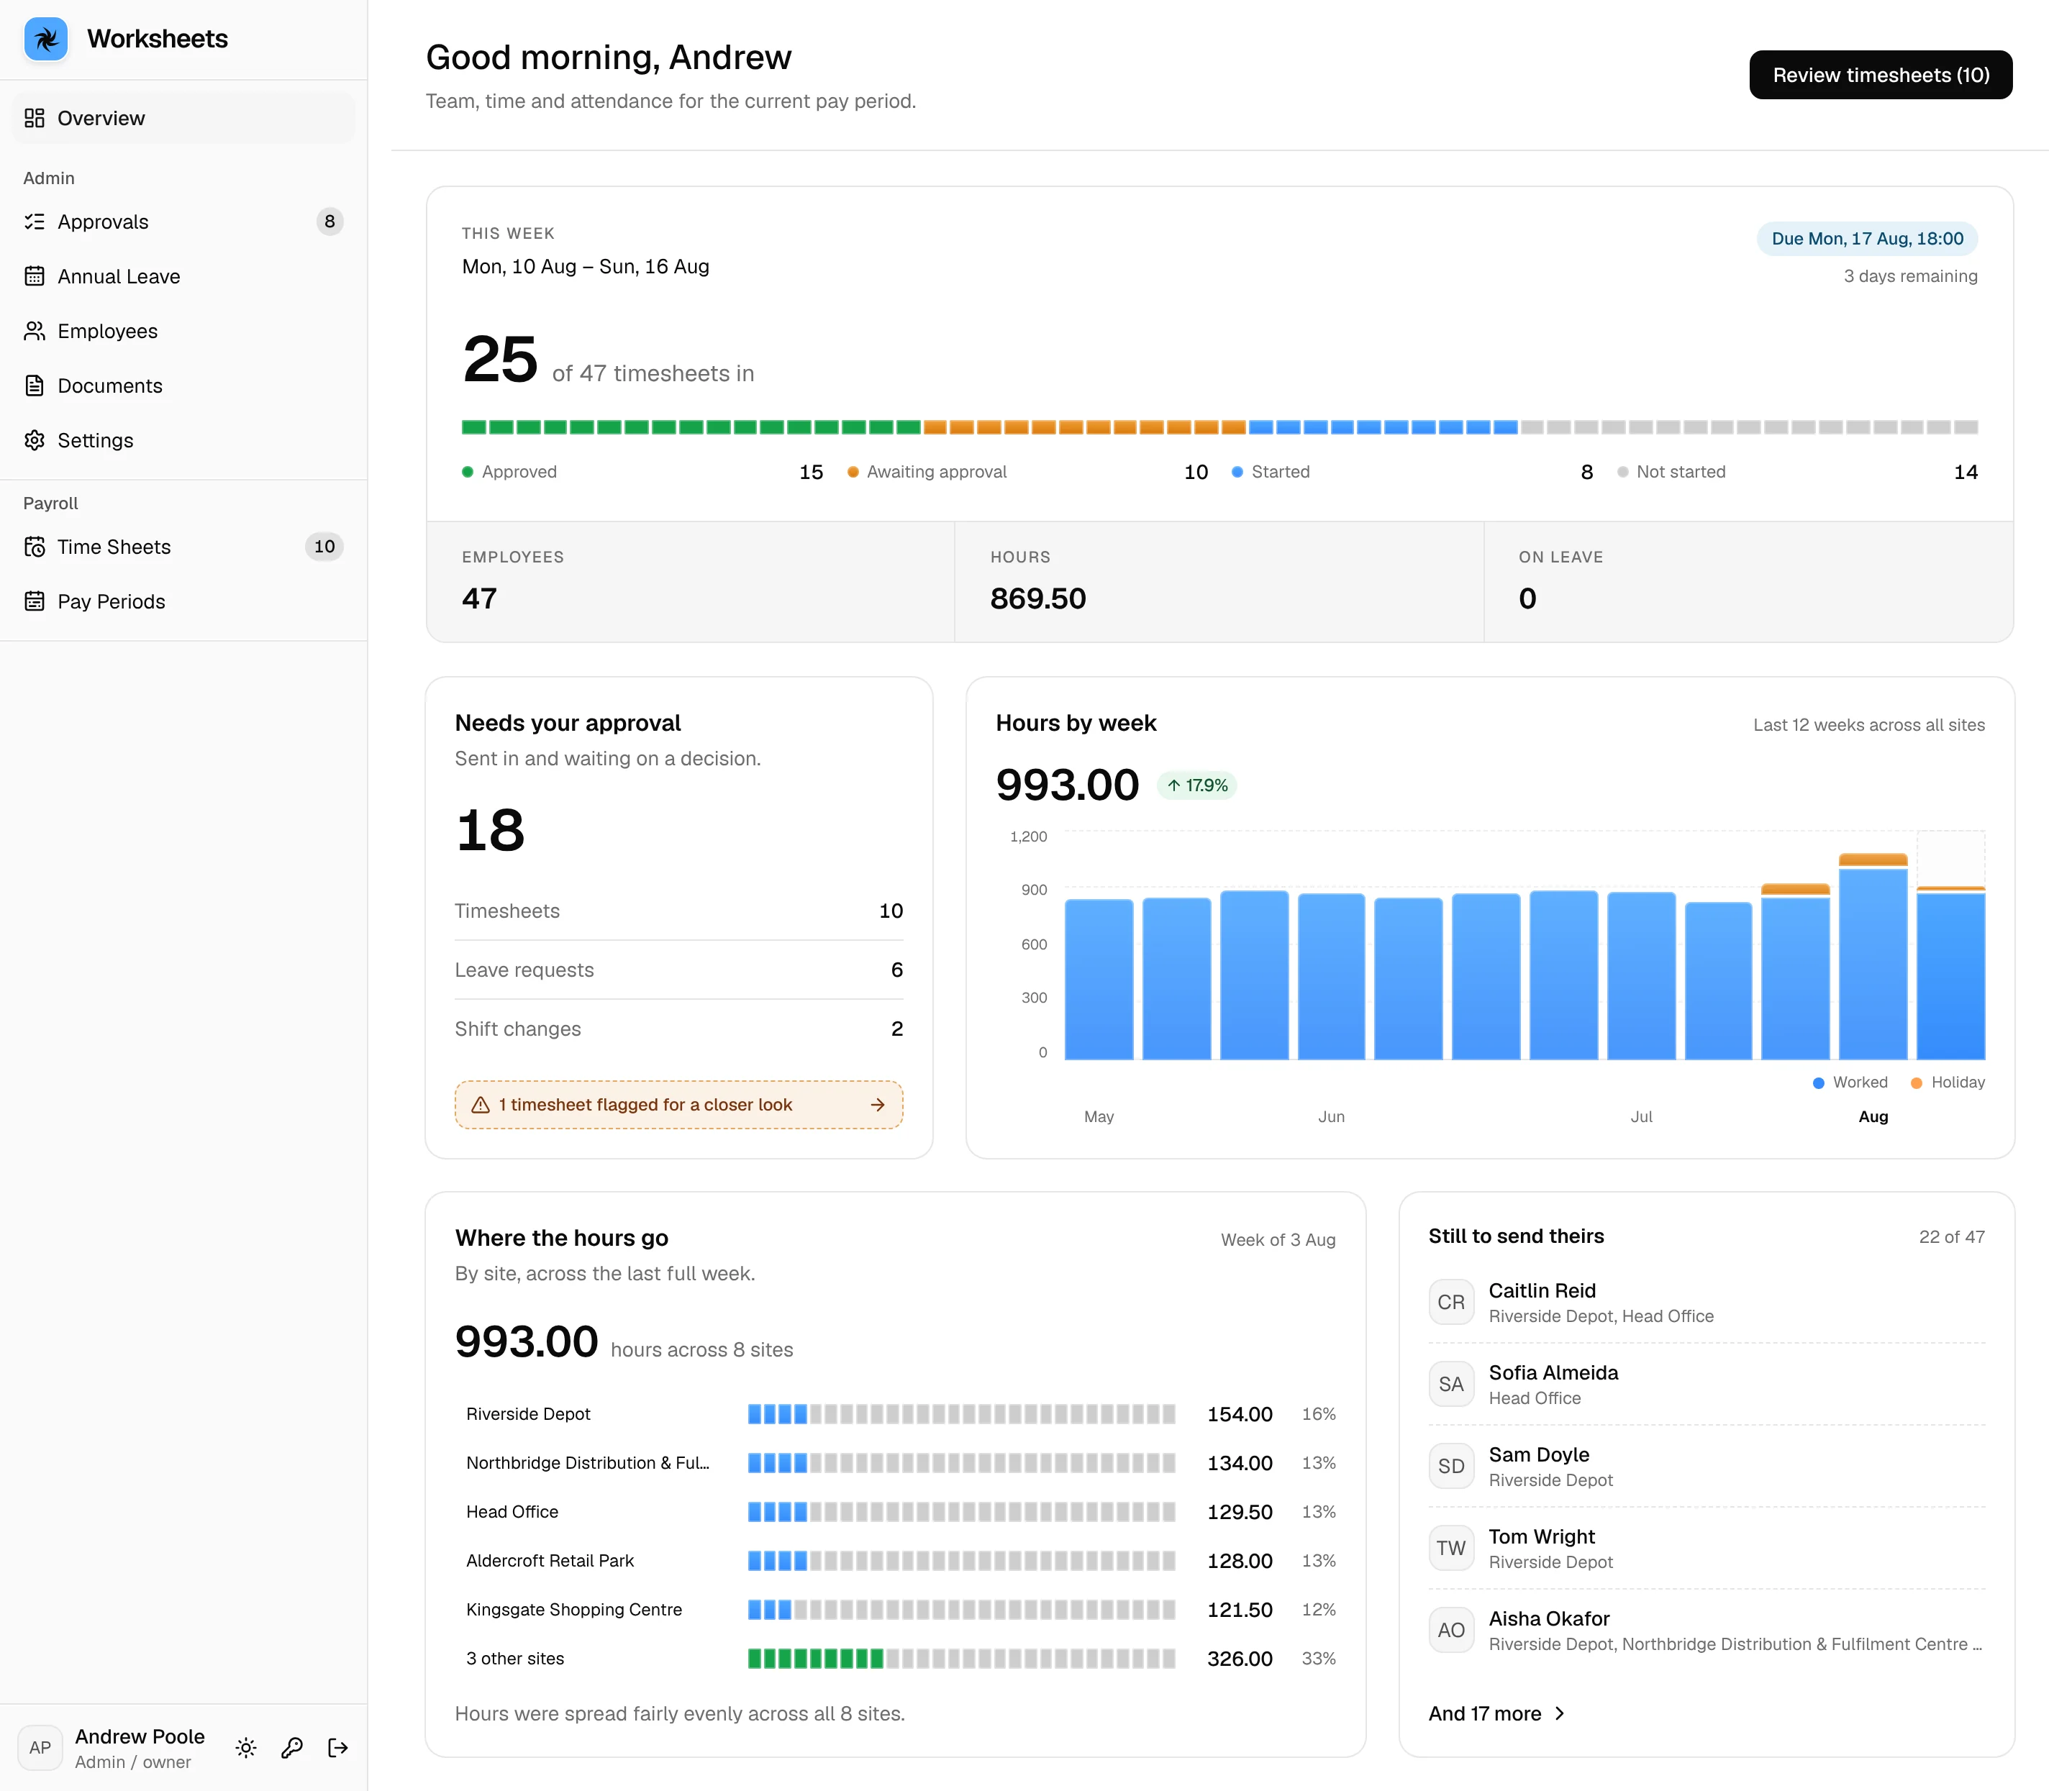 Worksheets
Overview
Admin
Approvals 8
Annual Leave
Employees
Documents
Settings
Payroll
Time Sheets 10
Pay Periods
AP
Andrew Poole
Admin / owner
Good morning, Andrew
Team, time and attendance for the current pay period.
Review timesheets (10)
THIS WEEK
Mon, 10 Aug – Sun, 16 Aug
Due Mon, 17 Aug, 18:00
3 days remaining
25 of 47 timesheets in
Approved 15 Awaiting approval 10 Started 8 Not started 14
EMPLOYEES
47
HOURS
869.50
ON LEAVE
0
Needs your approval
Sent in and waiting on a decision.
18
Timesheets 10
Leave requests 6
Shift changes 2
1 timesheet flagged for a closer look
Hours by week
Last 12 weeks across all sites
993.00 ↑ 17.9%
1,200
900
600
300
0
Worked Holiday
May Jun Jul Aug
Where the hours go
Week of 3 Aug
By site, across the last full week.
993.00 hours across 8 sites
Riverside Depot 154.00 16%
Northbridge Distribution & Ful... 134.00 13%
Head Office 129.50 13%
Aldercroft Retail Park 128.00 13%
Kingsgate Shopping Centre 121.50 12%
3 other sites 326.00 33%
Hours were spread fairly evenly across all 8 sites.
Still to send theirs
22 of 47
CR
Caitlin Reid
Riverside Depot, Head Office
SA
Sofia Almeida
Head Office
SD
Sam Doyle
Riverside Depot
TW
Tom Wright
Riverside Depot
AO
Aisha Okafor
Riverside Depot, Northbridge Distribution & Fulfilment Centre ...
And 17 more